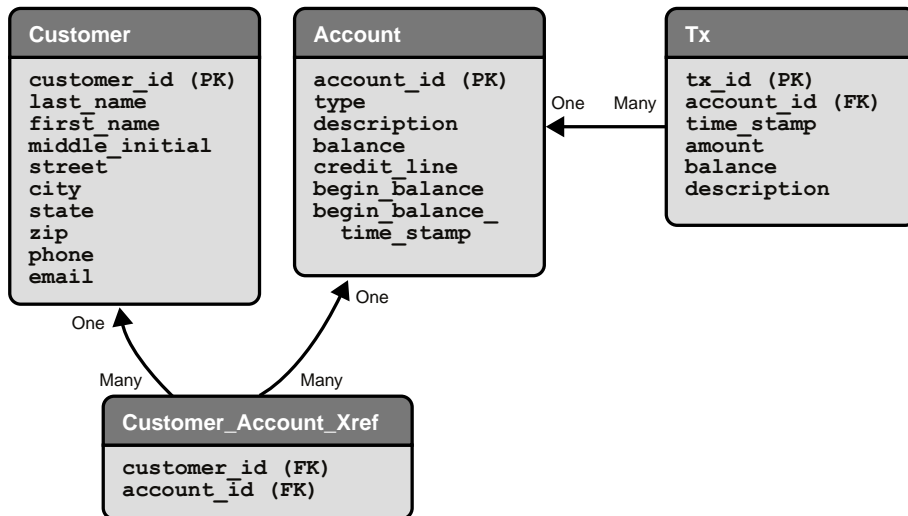 Customer
customer_id (PK)
last_name
first_name
middle_initial
street
city
state
zip
phone
email
Account
account_id (PK)
type
description
balance
credit_line
begin_balance
begin_balance_
time_stamp
Tx
tx_id (PK)
account_id (FK)
time_stamp
amount
balance
description
One
Many
One
One
Many
Many
Customer_Account_Xref
customer_id (FK)
account_id (FK)